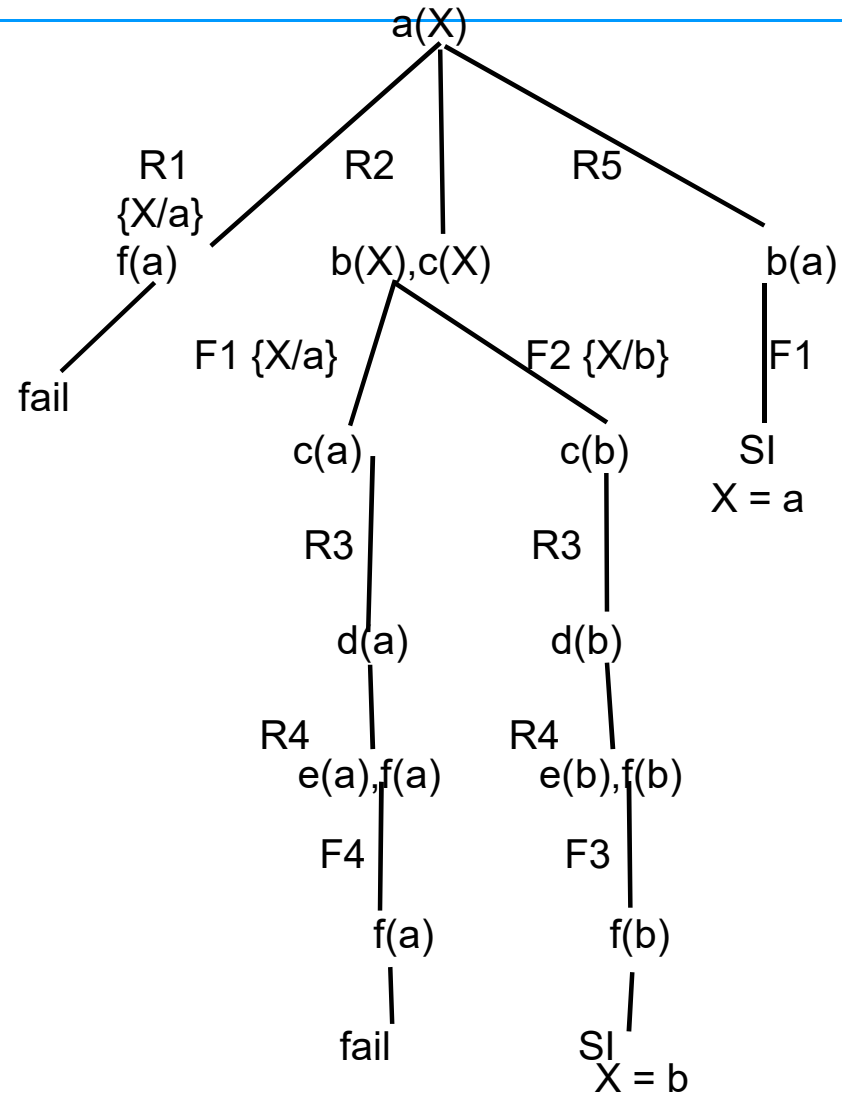 a(X)
R1 R2 R5
{X/a}
f(a) b(X),c(X) b(a)
F1 {X/a} F2 {X/b} F1
fail
c(a) c(b) SI
X = a
R3 R3
d(a) d(b)
R4 R4
e(a),f(a) e(b),f(b)
F4 F3
f(a) f(b)
fail SI
X = b